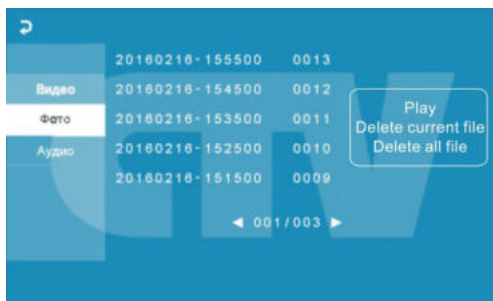 20160216-155500 0013
Видео
20160216-154500 0012
Фото
20160216-153500 0011
Аудио
20160216-152500 0010
20160216-151500 0009
Play
Delete current file
Delete all file
◄ 001/003 ►